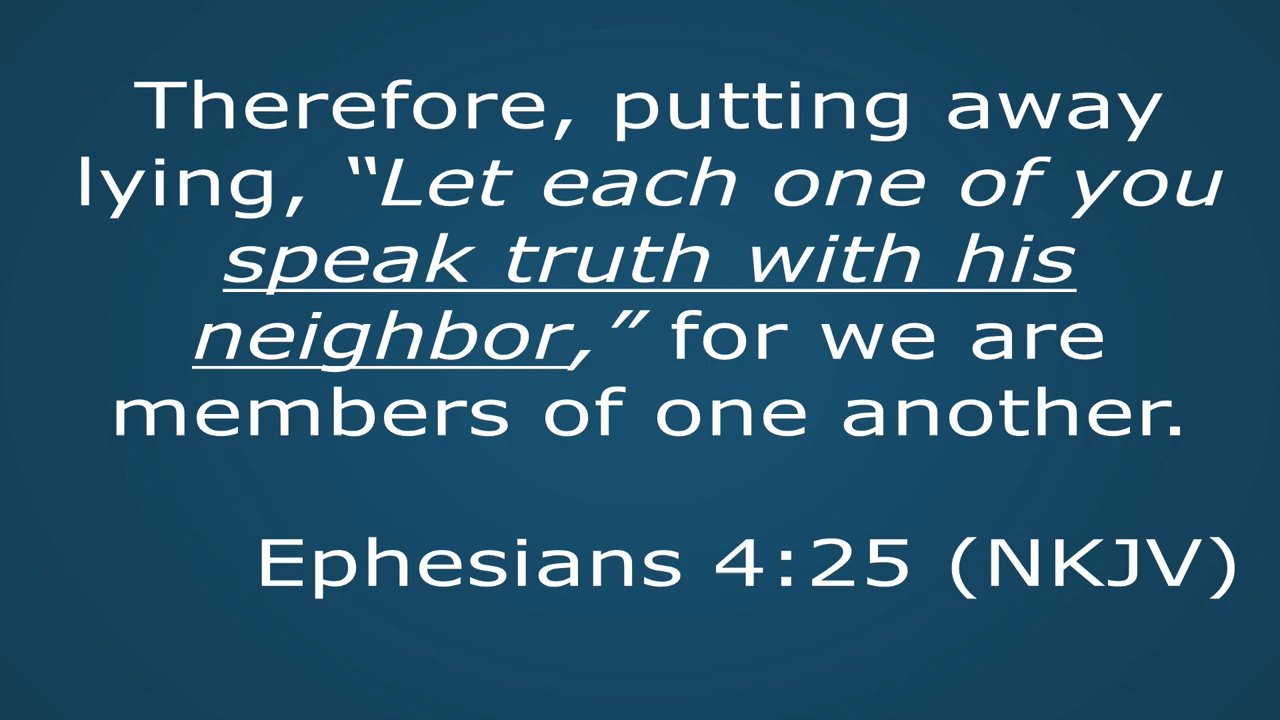 Therefore, putting away
lying, “Let each one of you
speak truth with his
neighbor,” for we are
members of one another.
Ephesians 4:25 (NKJV)